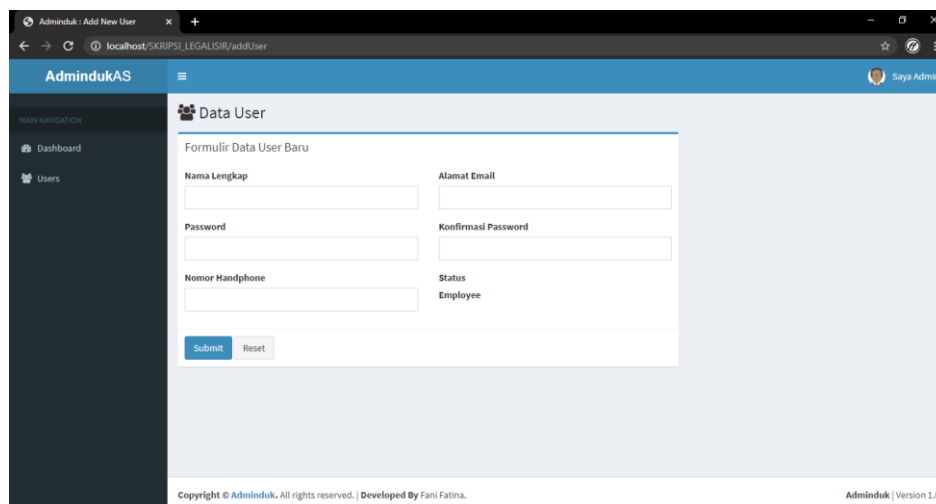 Adminduk : Add New User
localhost/SKRIPSI_LEGALISIR/addUser
AdmindukAS
Saya Admi
MAIN NAVIGATION
Data User
Dashboard
Formulir Data User Baru
Users
Nama Lengkap
Alamat Email
Password
Konfirmasi Password
Nomor Handphone
Status
Employee
Submit
Reset
Copyright © Adminduk. All rights reserved. | Developed By Fani Fatina.
Adminduk | Version 1.